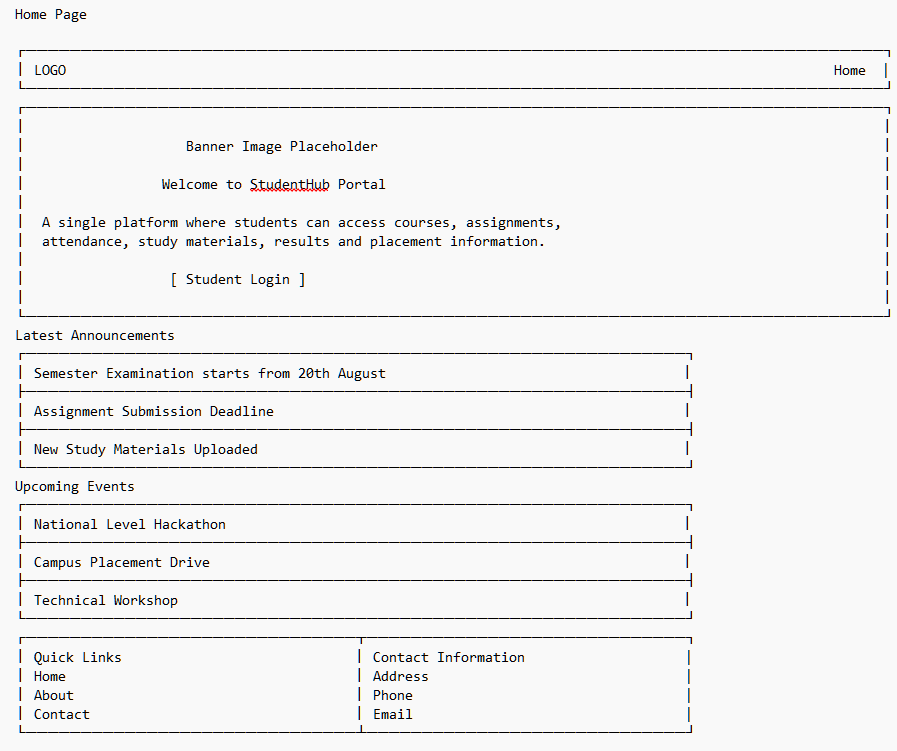 Home Page
LOGO Home
Banner Image Placeholder
Welcome to StudentHub Portal
A single platform where students can access courses, assignments,
attendance, study materials, results and placement information.
[ Student Login ]
Latest Announcements
Semester Examination starts from 20th August
Assignment Submission Deadline
New Study Materials Uploaded
Upcoming Events
National Level Hackathon
Campus Placement Drive
Technical Workshop
Quick Links
Home
About
Contact
Contact Information
Address
Phone
Email